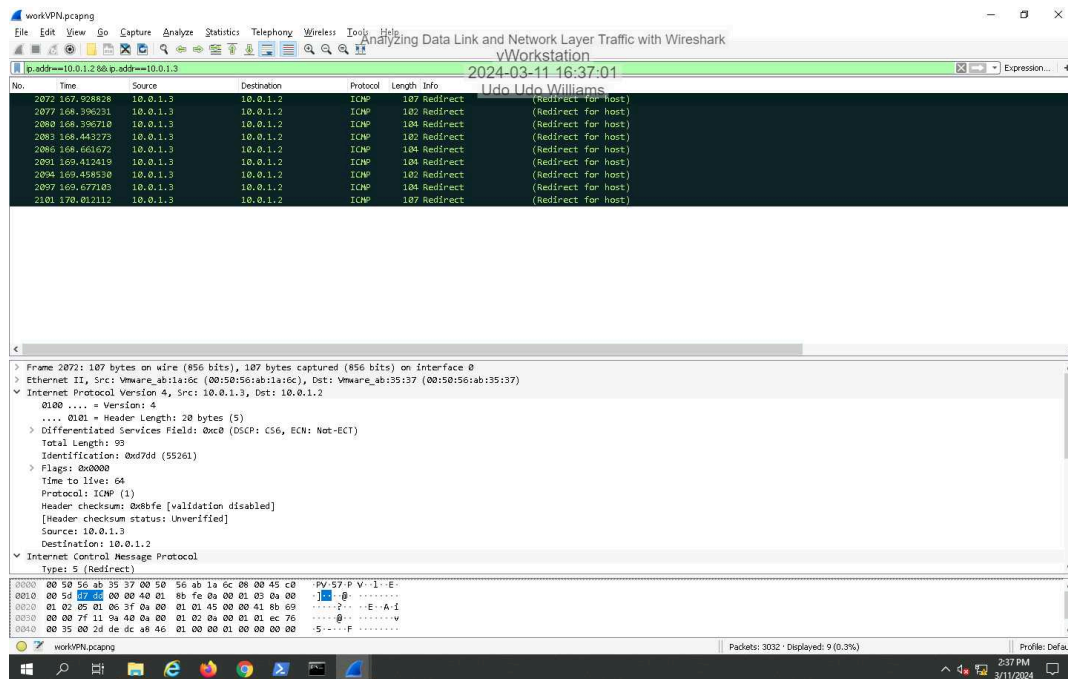 workVPN.pcapng
File Edit View Go Capture Analyze Statistics Telephony Wireless Tools Help
Analyzing Data Link and Network Layer Traffic with Wireshark
vWorkstation
2024-03-11 16:37:01
Udo Udo Williams
ip.addr==10.0.1.2 && ip.addr==10.0.1.3 Expression... +
No. Time Source Destination Protocol Length Info
2072 167.928828 10.0.1.3 10.0.1.2 ICMP 107 Redirect (Redirect for host)
2077 168.396231 10.0.1.3 10.0.1.2 ICMP 102 Redirect (Redirect for host)
2080 168.396710 10.0.1.3 10.0.1.2 ICMP 104 Redirect (Redirect for host)
2083 168.443273 10.0.1.3 10.0.1.2 ICMP 102 Redirect (Redirect for host)
2086 168.661672 10.0.1.3 10.0.1.2 ICMP 104 Redirect (Redirect for host)
2091 169.412419 10.0.1.3 10.0.1.2 ICMP 104 Redirect (Redirect for host)
2094 169.458530 10.0.1.3 10.0.1.2 ICMP 102 Redirect (Redirect for host)
2097 169.677103 10.0.1.3 10.0.1.2 ICMP 104 Redirect (Redirect for host)
2101 170.012112 10.0.1.3 10.0.1.2 ICMP 107 Redirect (Redirect for host)
> Frame 2072: 107 bytes on wire (856 bits), 107 bytes captured (856 bits) on interface 0
> Ethernet II, Src: Vmware_ab:1a:6c (00:50:56:ab:1a:6c), Dst: Vmware_ab:35:37 (00:50:56:ab:35:37)
Internet Protocol Version 4, Src: 10.0.1.3, Dst: 10.0.1.2
0100 .... = Version: 4
.... 0101 = Header Length: 20 bytes (5)
> Differentiated Services Field: 0xc0 (DSCP: CS6, ECN: Not-ECT)
Total Length: 93
Identification: 0xd7dd (55261)
> Flags: 0x0000
Time to live: 64
Protocol: ICMP (1)
Header checksum: 0x8bfe [validation disabled]
[Header checksum status: Unverified]
Source: 10.0.1.3
Destination: 10.0.1.2
Internet Control Message Protocol
Type: 5 (Redirect)
0000 00 50 56 ab 35 37 00 50 56 ab 1a 6c 08 00 45 c0 ·PV·57·P V··l··E·
0010 00 5d d7 dd 00 00 40 01 8b fe 0a 00 01 03 0a 00 ·]····@· ········
0020 01 02 05 01 06 3f 0a 00 01 01 45 00 00 41 8b 69 ·····?·· ··E··A·i
0030 00 00 7f 11 9a 40 0a 00 01 02 0a 00 01 01 ec 76 ·····@·· ·······v
0040 00 35 00 2d de dc a8 46 01 00 00 01 00 00 00 00 ·5·-···F ········
workVPN.pcapng Packets: 3032 · Displayed: 9 (0.3%) Profile: Defau
2:37 PM
3/11/2024